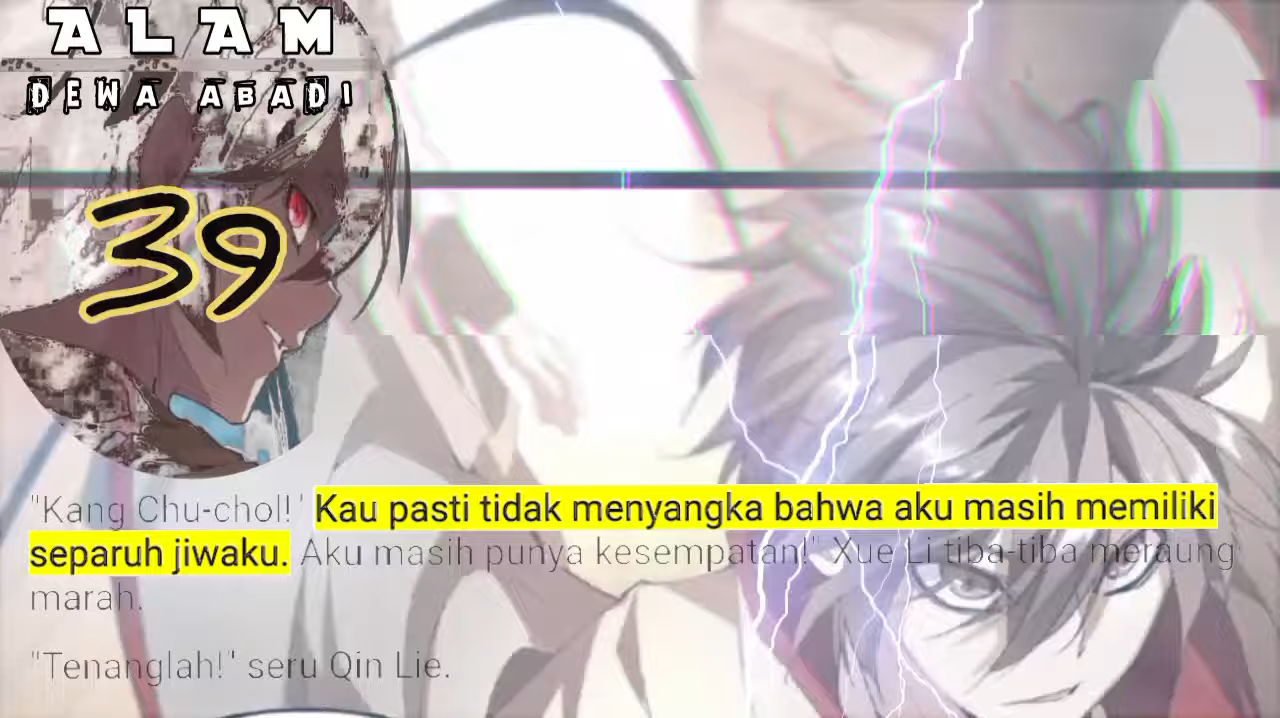 ALAM
DEWA ABADI
39
"Kang Chu-chol!" Kau pasti tidak menyangka bahwa aku masih memiliki
separuh jiwaku. Aku masih punya kesempatan!" Xue Li tiba-tiba meraung
marah.
"Tenanglah!" seru Qin Lie.